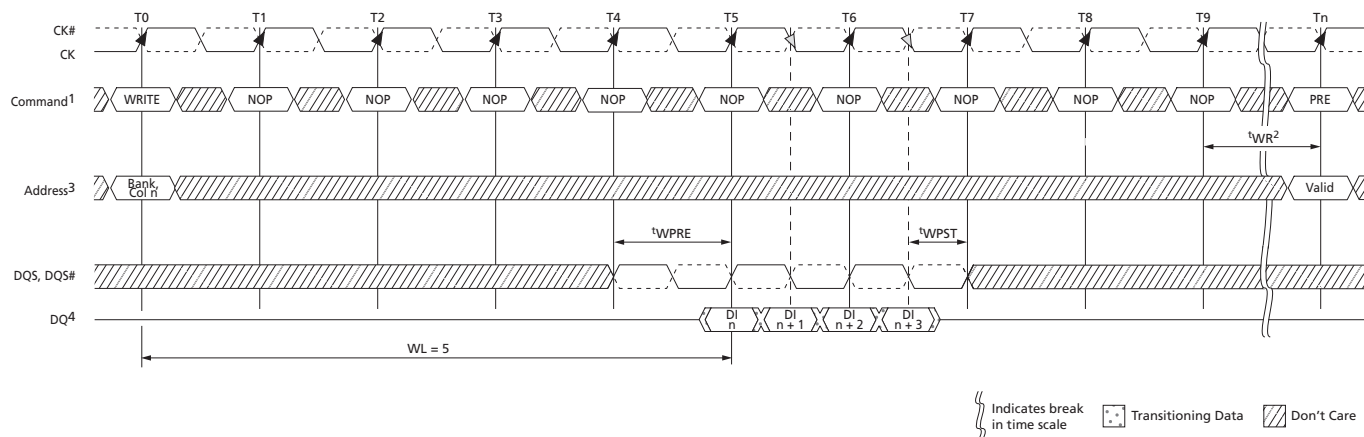 T0 T1 T2 T3 T4 T5 T6 T7 T8 T9 Tn
CK#
CK
Command1 WRITE NOP NOP NOP NOP NOP NOP NOP NOP NOP PRE
tWR2
Address3 Bank, Col n Valid
tWPRE tWPST
DQS, DQS#
DQ4 DI n DI n + 1 DI n + 2 DI n + 3
WL = 5
Indicates break in time scale
Transitioning Data
Don't Care